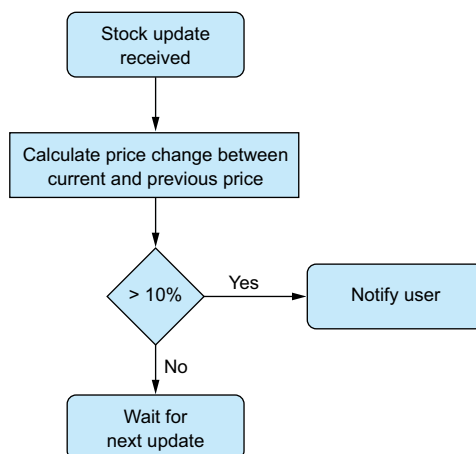 Stock update
received
Calculate price change between
current and previous price
> 10%
Yes
Notify user
No
Wait for
next update